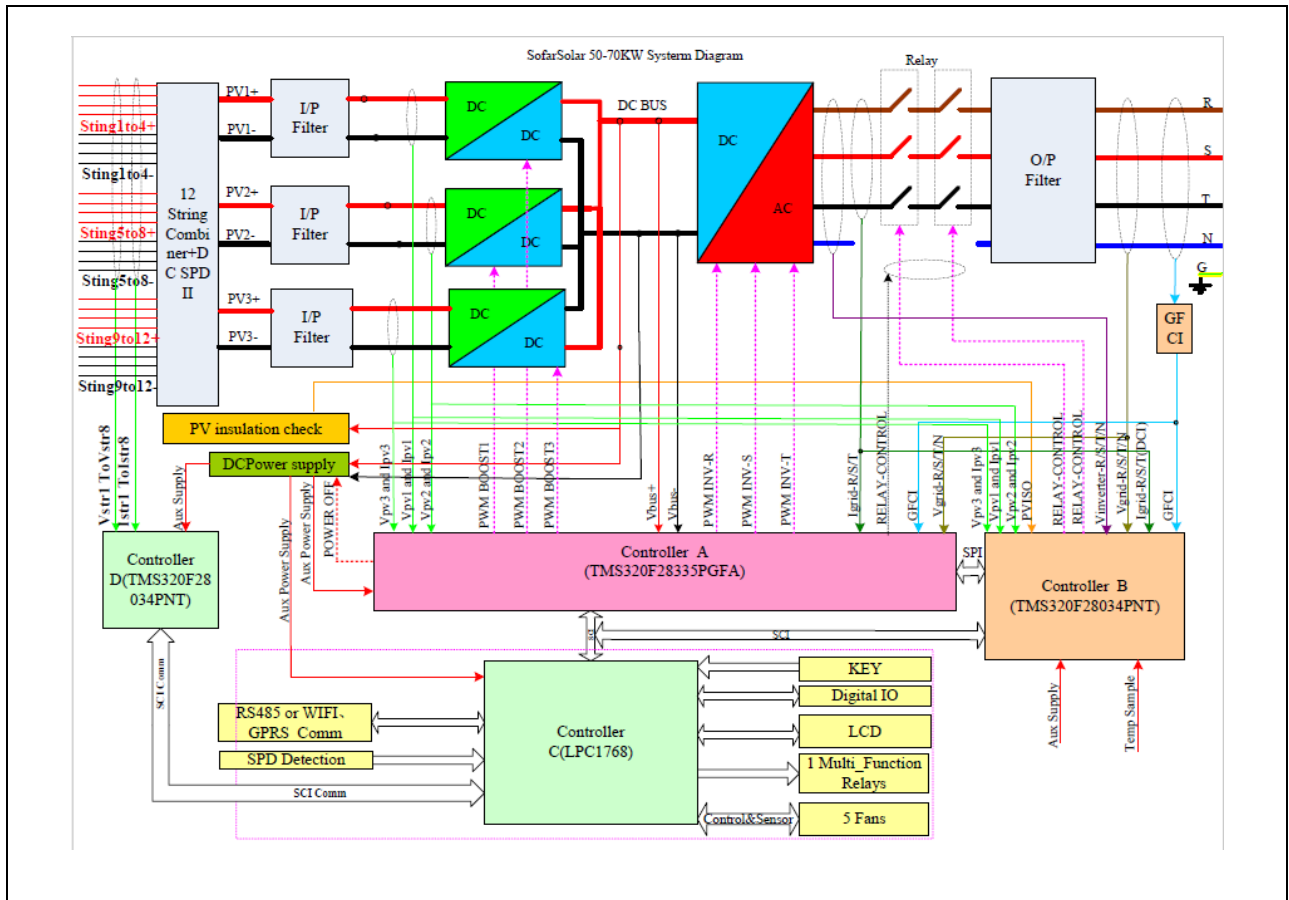 SofarSolar 50-70KW Systerm Diagram
Relay
PV1+
PV1-
I/P
Filter
DC
DC
DC BUS
DC
AC
O/P
Filter
R
S
T
N
G
Sting1to4+
Sting1to4-
Sting5to8+
Sting5to8-
Sting9to12+
Sting9to12-
12
String
Combi
ner+D
C SPD
II
PV2+
PV2-
I/P
Filter
DC
DC
PV3+
PV3-
I/P
Filter
DC
DC
GF
CI
PV insulation check
DCPower supply
Vstr1 ToVstr8
Istr1 ToIstr8
Aux Supply
Aux Power Supply
Aux Power Supply
POWER OFF
Vpv3 and Ipv3
Vpv1 and Ipv1
Vpv2 and Ipv2
PWM BOOST1
PWM BOOST2
PWM BOOST3
Vbus+
Vbus-
PWM INV-R
PWM INV-S
PWM INV-T
Igrid-R/S/T
RELAY-CONTROL
GFCI
Vgrid-R/S/T/N
Vpv3 and Ipv3
Vpv1 and Ipv1
Vpv2 and Ipv2
PVISO
RELAY-CONTROL
RELAY-CONTROL
Vinverter-R/S/T/N
Vgrid-R/S/T/N
Igrid-R/S/T(DCI)
GFCI
Controller
D(TMS320F28
034PNT)
Controller A
(TMS320F28335PGFA)
SPI
Controller B
(TMS320F28034PNT)
SCI
SCI Comm
Aux Supply
Temp Sample
RS485 or WIFI、
GPRS Comm
SPD Detection
SCI Comm
Controller
C(LPC1768)
KEY
Digital IO
LCD
1 Multi_Function
Relays
Control&Sensor
5 Fans